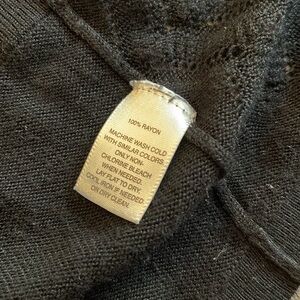 100% RAYON
MACHINE WASH COLD
WITH SIMILAR COLORS.
ONLY NON-
CHLORINE BLEACH
WHEN NEEDED.
LAY FLAT TO DRY.
COOL IRON IF NEEDED
OR DRY CLEAN.